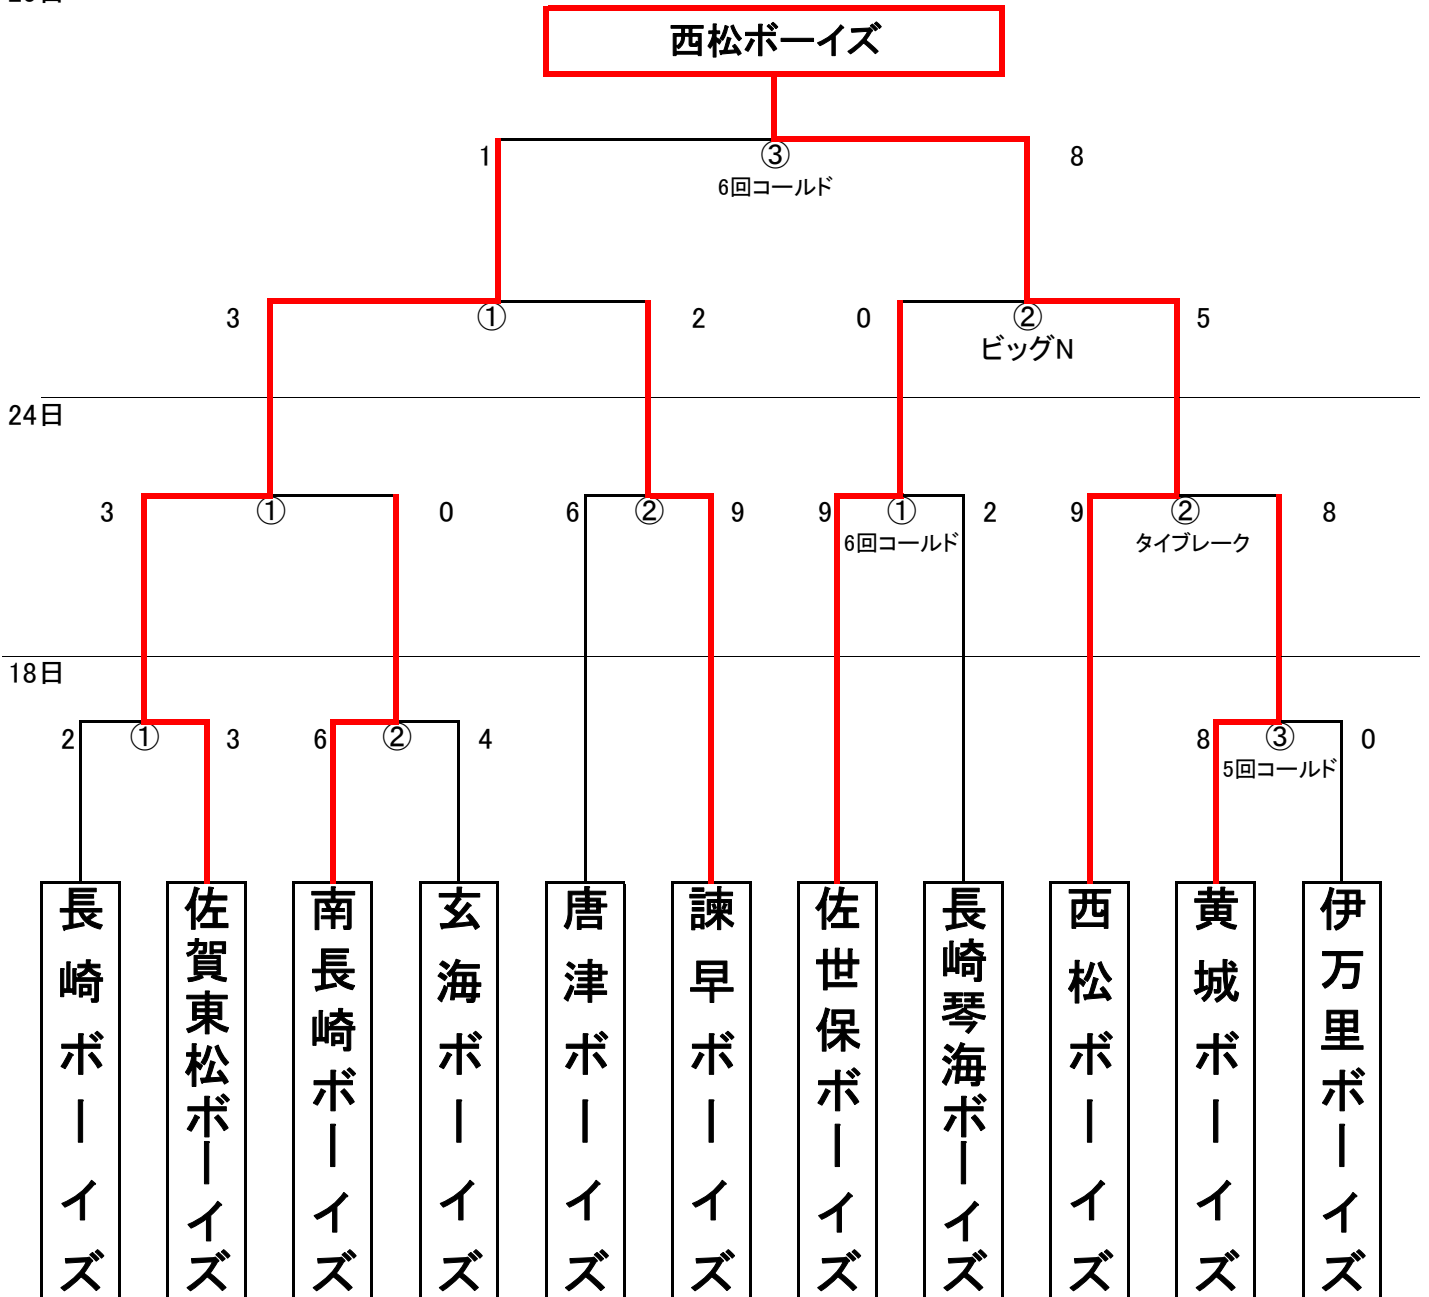 西松ボーイズ
1 ③ 8
6回コールド
3 ① 2 0 ② 5
ビッグN
24日
3 ① 0 6 ② 9 9 ① 2 9 ② 8
6回コールド タイブレーク
18日
2 ① 3 6 ② 4 8 ③ 0
5回コールド
長崎ボーイズ
佐賀東松ボーイズ
南長崎ボーイズ
玄海ボーイズ
唐津ボーイズ
諫早ボーイズ
佐世保ボーイズ
長崎琴海ボーイズ
西松ボーイズ
黄城ボーイズ
伊万里ボーイズ